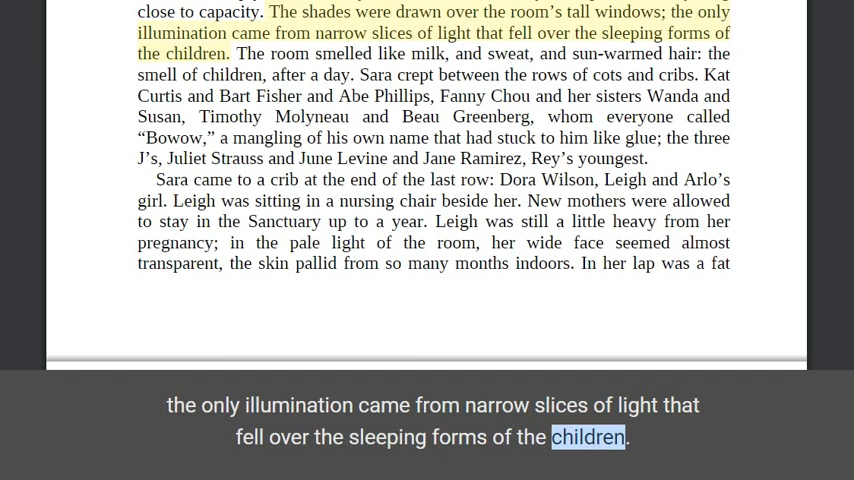 close to capacity. The shades were drawn over the room’s tall windows; the only
illumination came from narrow slices of light that fell over the sleeping forms of
the children. The room smelled like milk, and sweat, and sun-warmed hair: the
smell of children, after a day. Sara crept between the rows of cots and cribs. Kat
Curtis and Bart Fisher and Abe Phillips, Fanny Chou and her sisters Wanda and
Susan, Timothy Molyneau and Beau Greenberg, whom everyone called
“Bowow,” a mangling of his own name that had stuck to him like glue; the three
J’s, Juliet Strauss and June Levine and Jane Ramirez, Rey’s youngest.
Sara came to a crib at the end of the last row: Dora Wilson, Leigh and Arlo’s
girl. Leigh was sitting in a nursing chair beside her. New mothers were allowed
to stay in the Sanctuary up to a year. Leigh was still a little heavy from her
pregnancy; in the pale light of the room, her wide face seemed almost
transparent, the skin pallid from so many months indoors. In her lap was a fat
the only illumination came from narrow slices of light that
fell over the sleeping forms of the children.